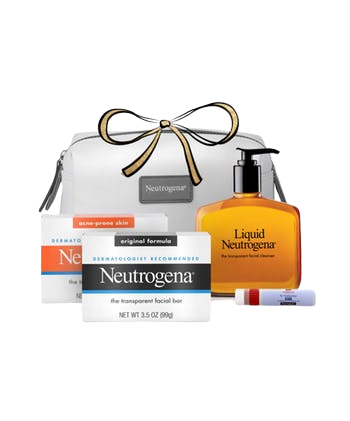 Neutrogena®
acne-prone skin
DERMATO
Ne
the t
original formula
DERMATOLOGIST RECOMMENDED
Neutrogena®
the transparent facial bar
NET WT 3.5 OZ (99g)
Liquid
Neutrogena®
the transparent facial cleanser